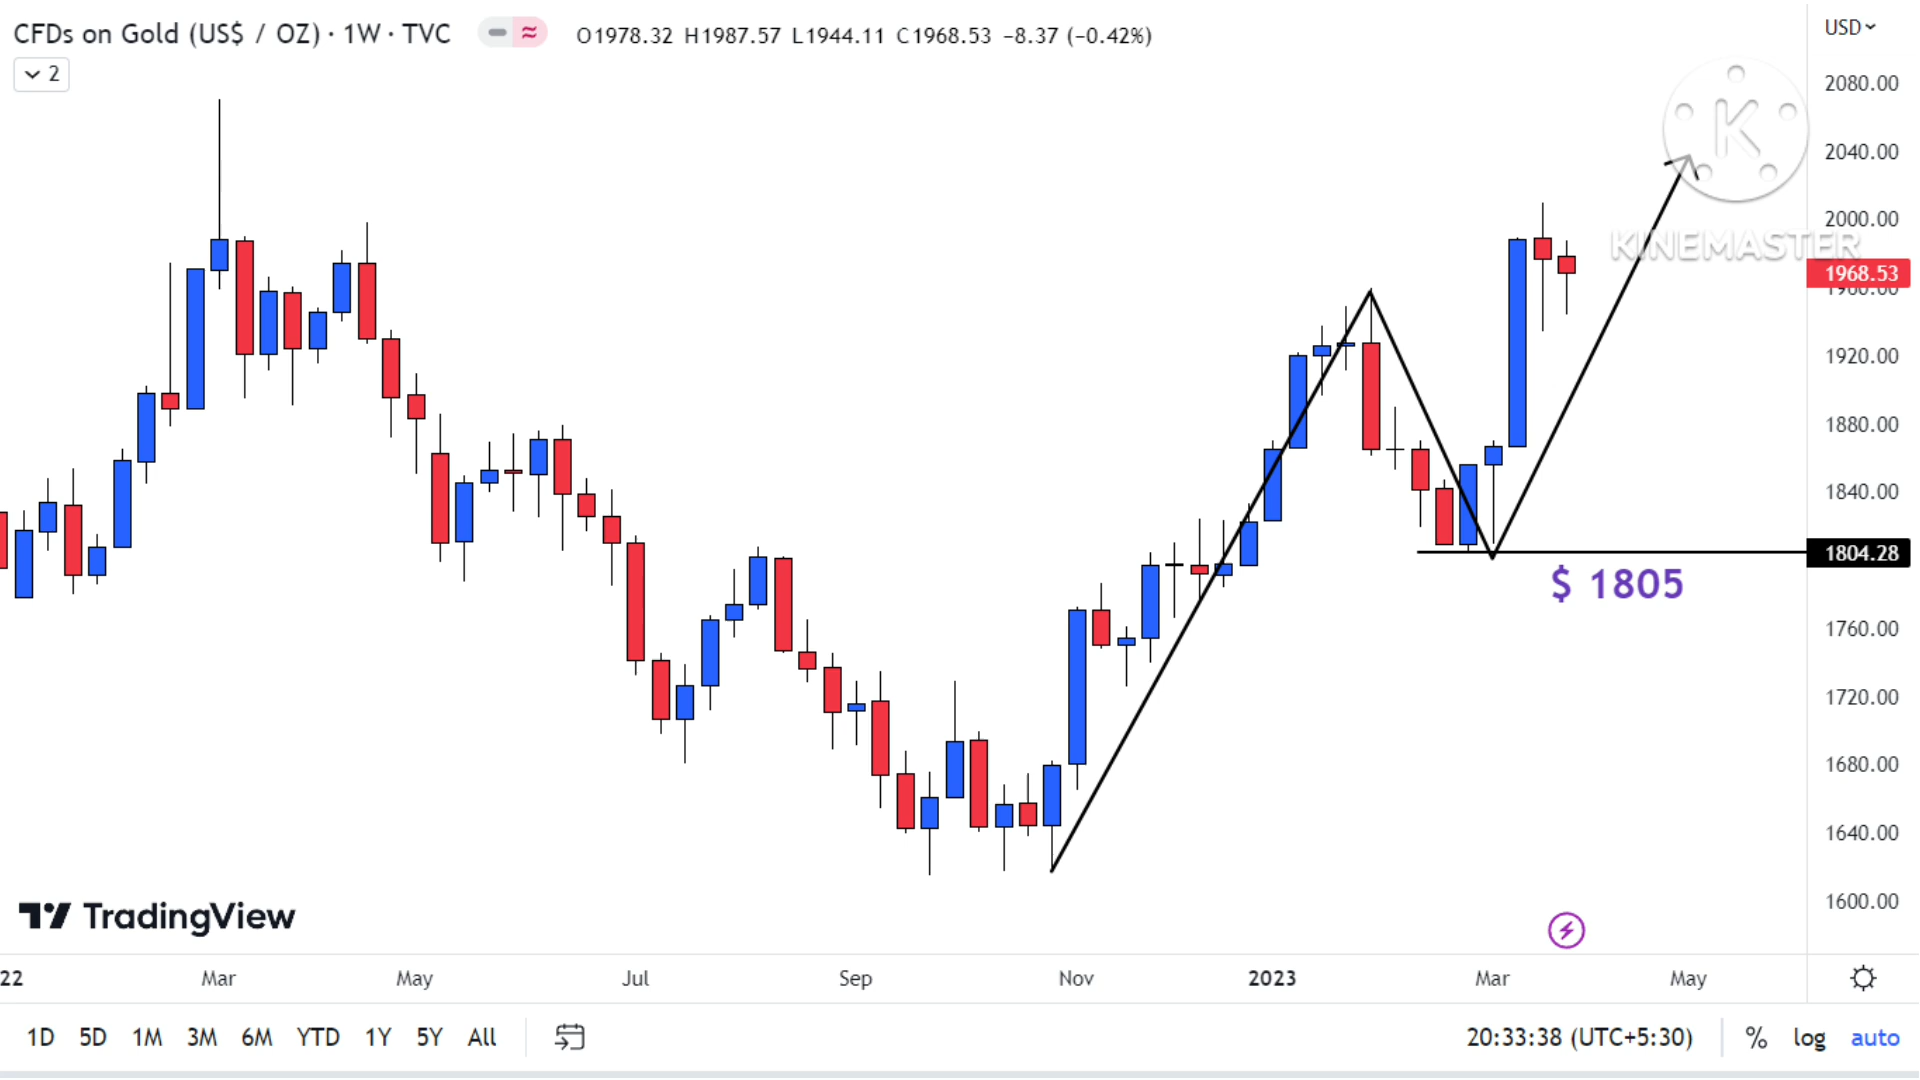 CFDs on Gold (US$ / OZ) · 1W · TVC O1978.32 H1987.57 L1944.11 C1968.53 −8.37 (−0.42%)
USD
2
2080.00
K
2040.00
2000.00
KINEMASTER
1968.53
1960.00
1920.00
1880.00
1840.00
1804.28
$ 1805
1760.00
1720.00
1680.00
1640.00
1600.00
TradingView
22 Mar May Jul Sep Nov 2023 Mar May
1D 5D 1M 3M 6M YTD 1Y 5Y All 20:33:38 (UTC+5:30) % log auto